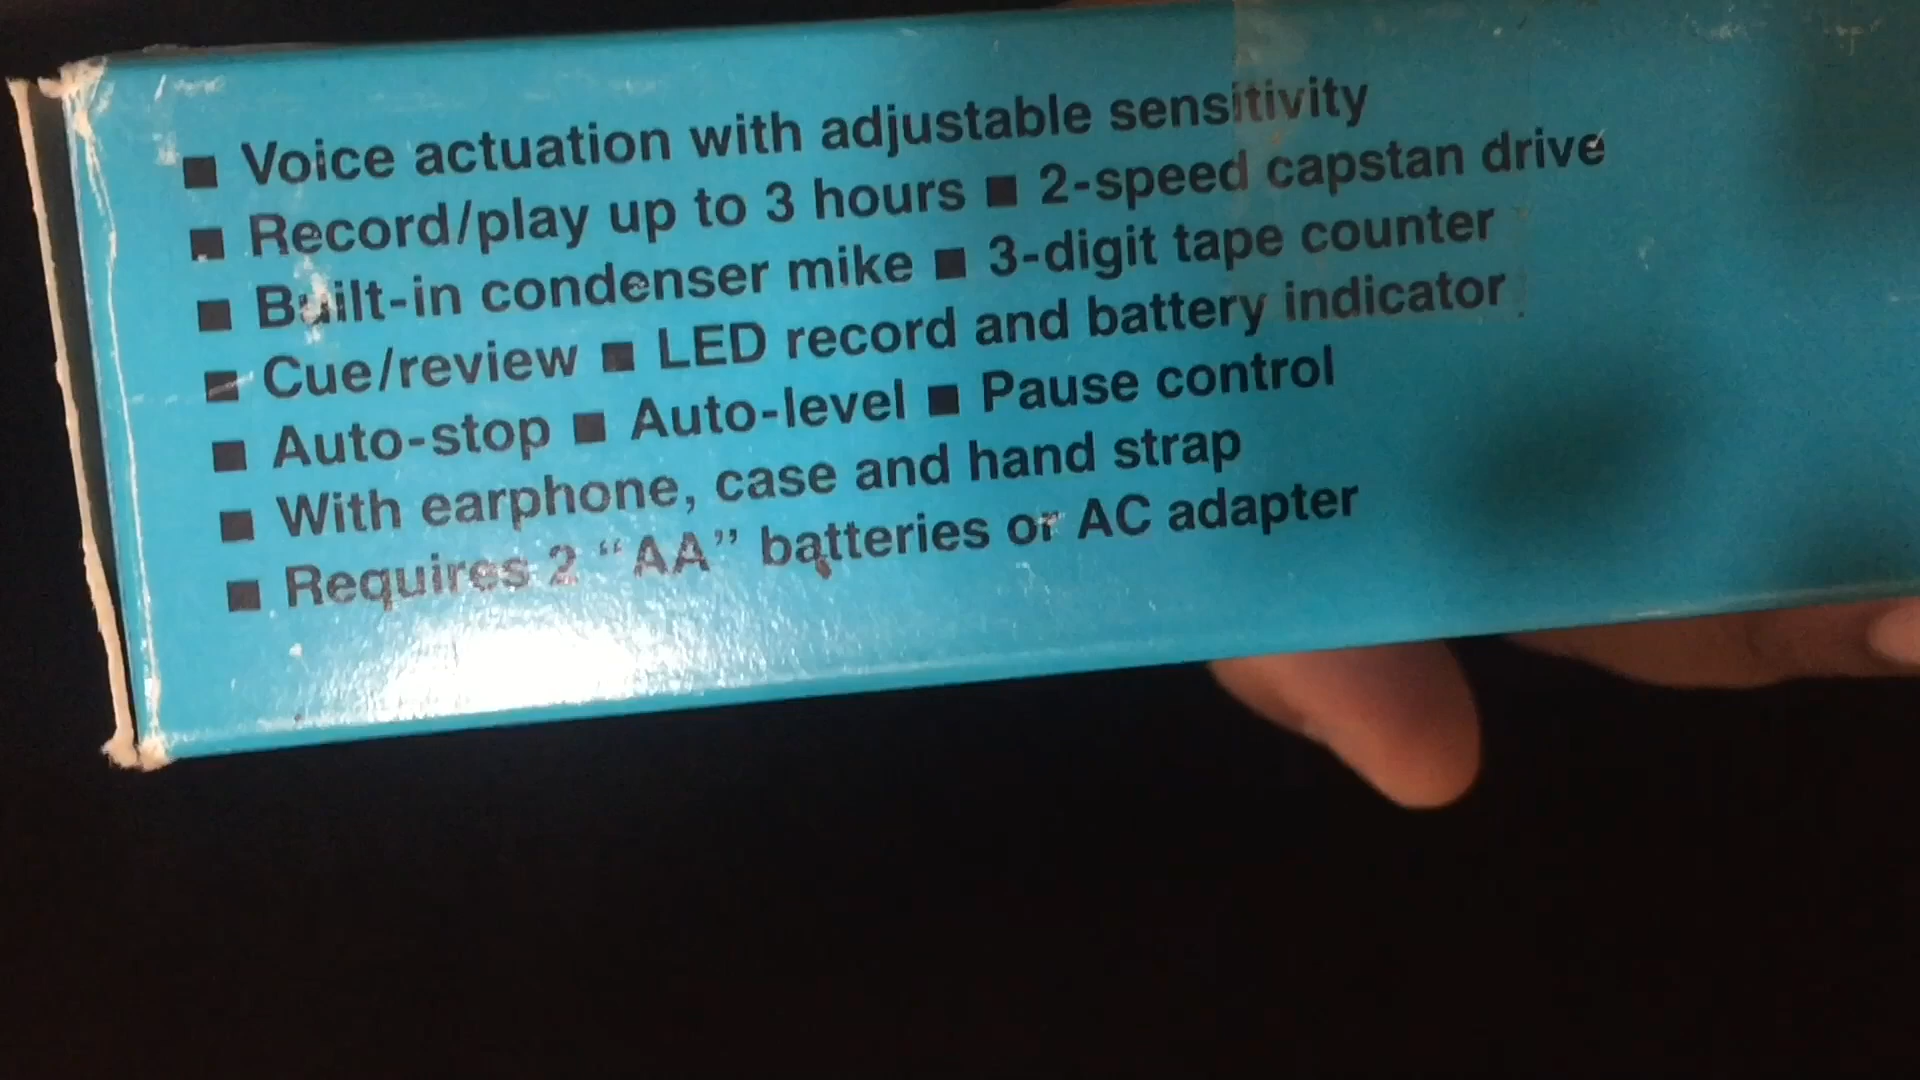 ■ Voice actuation with adjustable sensitivity
■ Record/play up to 3 hours ■ 2-speed capstan drive
■ Built-in condenser mike ■ 3-digit tape counter
■ Cue/review ■ LED record and battery indicator
■ Auto-stop ■ Auto-level ■ Pause control
■ With earphone, case and hand strap
■ Requires 2 “AA” batteries or AC adapter